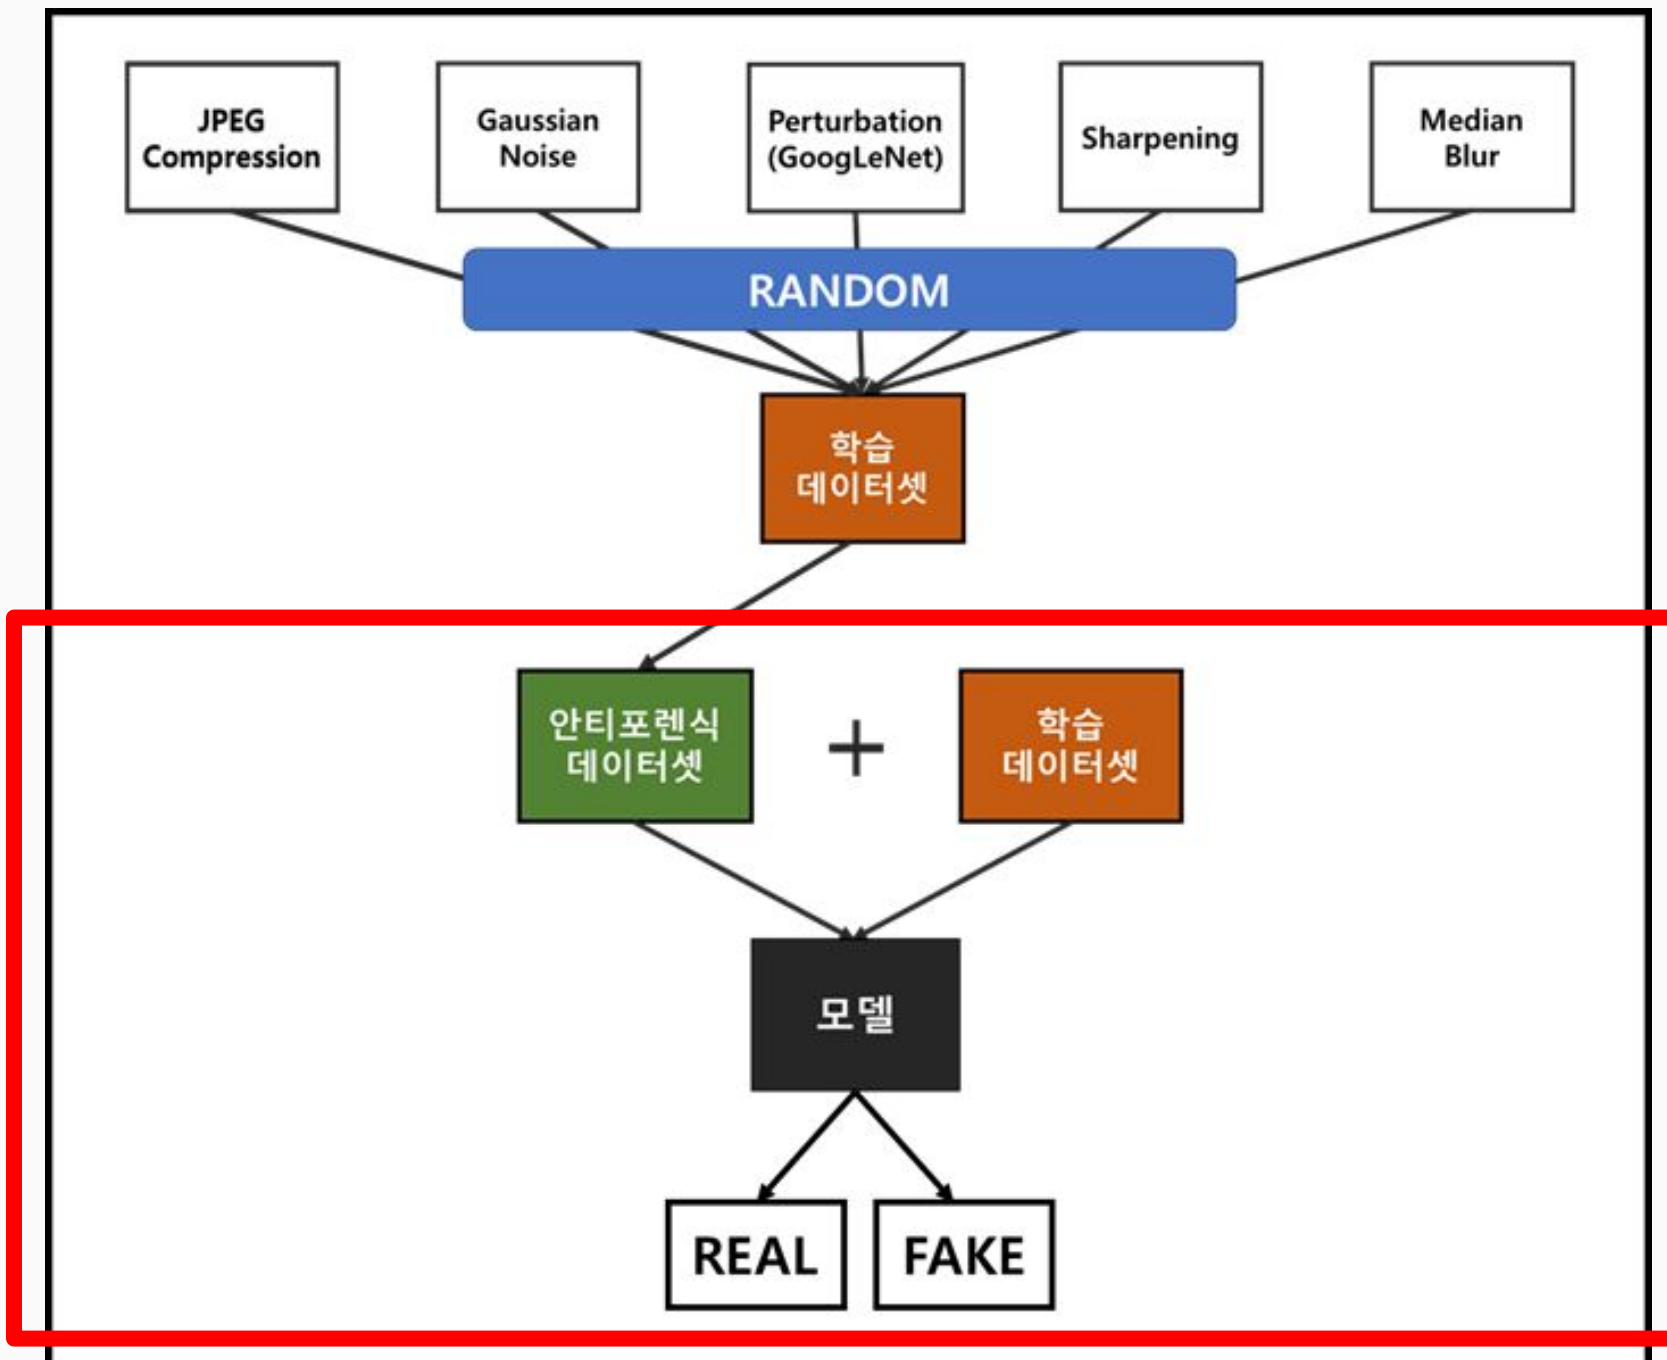 JPEG
Compression
Gaussian
Noise
Perturbation
(GoogLeNet)
Sharpening
Median
Blur
RANDOM
학습
데이터셋
안티포렌식
데이터셋
+
학습
데이터셋
모델
REAL
FAKE